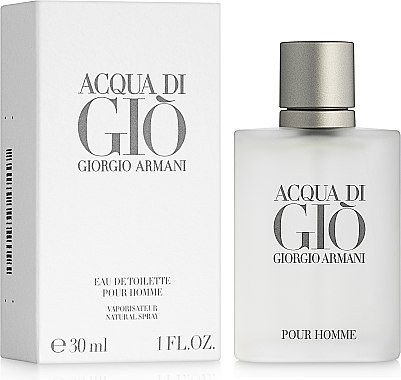 ACQUA DI
GIÒ
GIORGIO ARMANI
EAU DE TOILETTE
POUR HOMME
VAPORISATEUR
NATURAL SPRAY
e 30 ml 1 FL.OZ.
ACQUA DI
GIÒ
GIORGIO ARMANI
POUR HOMME